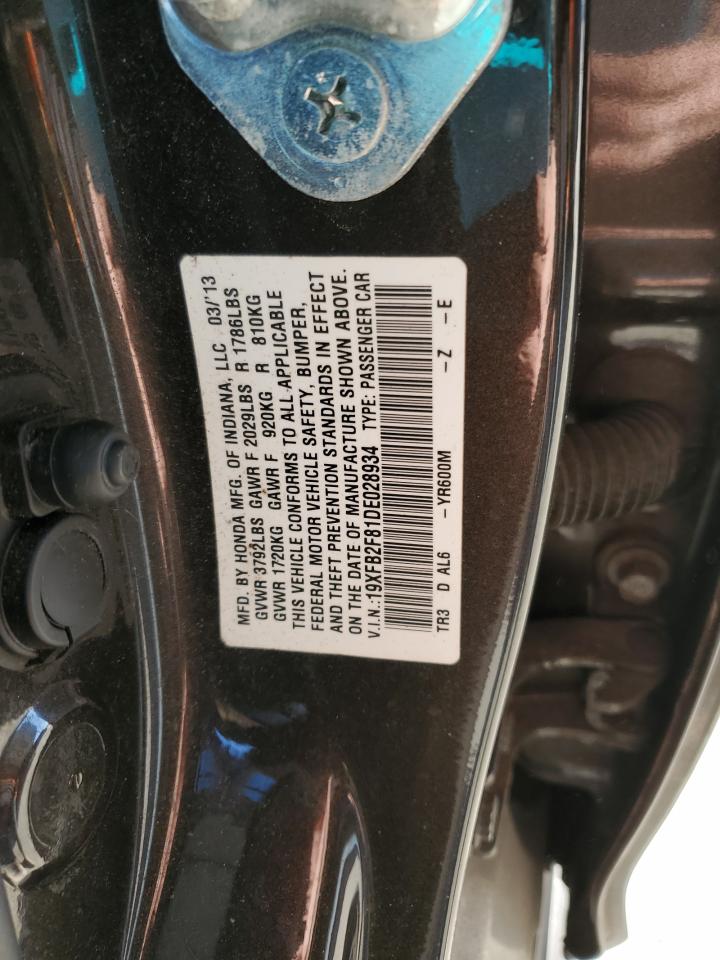 MFD. BY HONDA MFG. OF INDIANA, LLC 03/'13
GVWR 3792LBS GAWR F 2029LBS R 1786LBS
GVWR 1720KG GAWR F 920KG R 810KG
THIS VEHICLE CONFORMS TO ALL APPLICABLE
FEDERAL MOTOR VEHICLE SAFETY, BUMPER,
AND THEFT PREVENTION STANDARDS IN EFFECT
ON THE DATE OF MANUFACTURE SHOWN ABOVE.
V.I.N.:19XFB2F81DE028934 TYPE: PASSENGER CAR
TR3 D AL6 -YR600M -Z -E